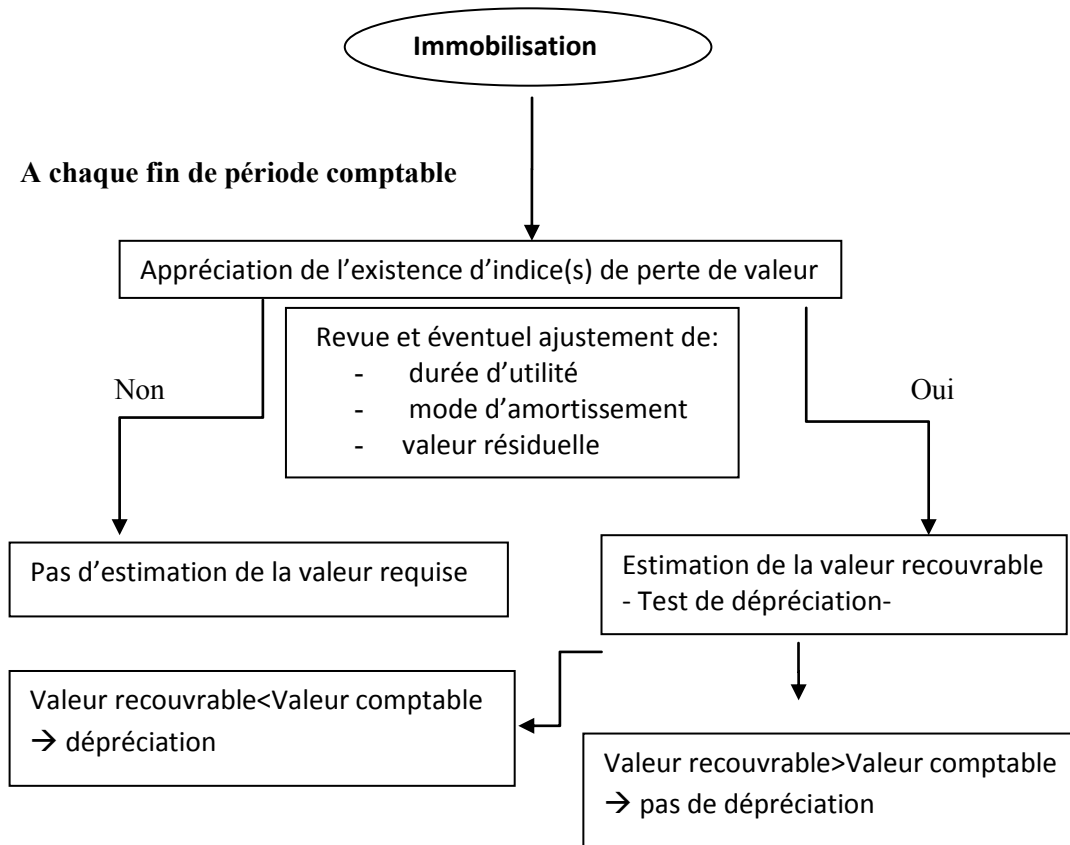 Immobilisation
A chaque fin de période comptable
Appréciation de l’existence d’indice(s) de perte de valeur
Revue et éventuel ajustement de:
- durée d’utilité
- mode d’amortissement
- valeur résiduelle
Non
Oui
Pas d’estimation de la valeur requise
Estimation de la valeur recouvrable
- Test de dépréciation-
Valeur recouvrable<Valeur comptable
→ dépréciation
Valeur recouvrable>Valeur comptable
→ pas de dépréciation